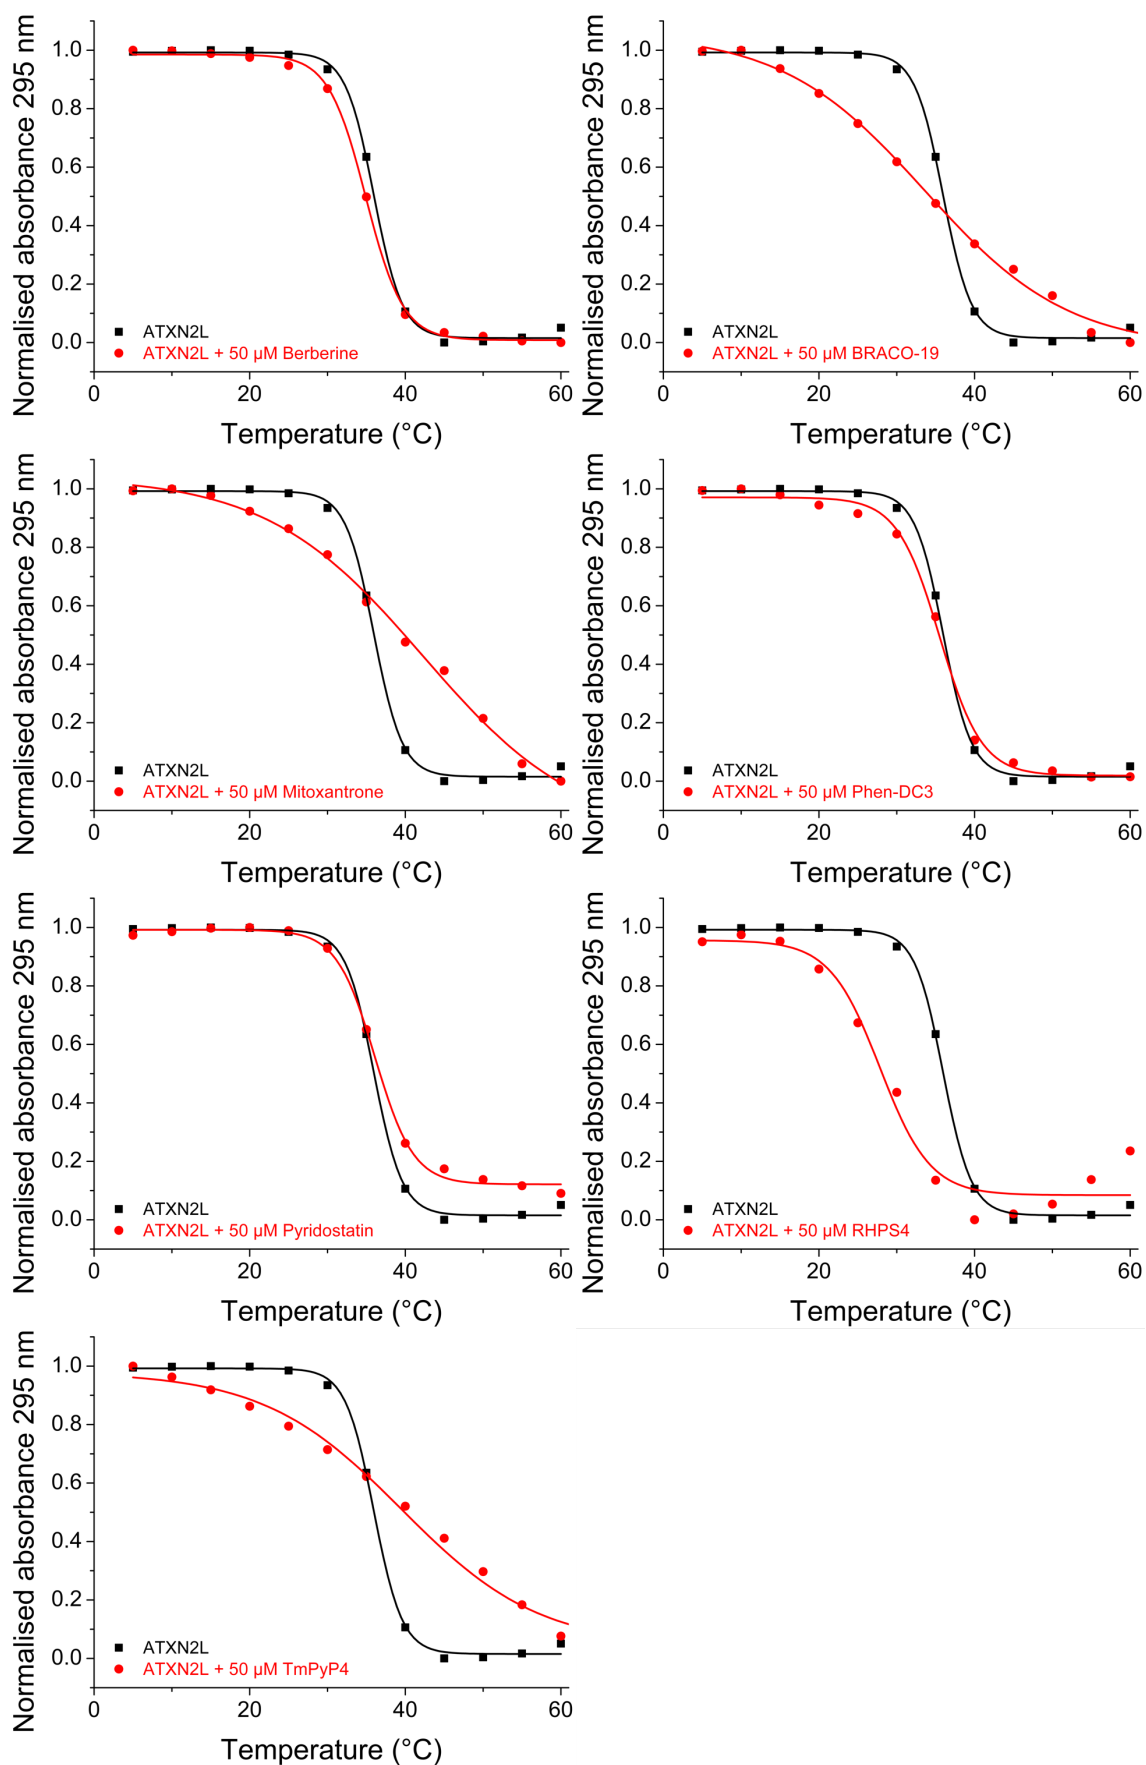 Normalised absorbance 295 nm
1.0
0.8
0.6
0.4
0.2
0.0
ATXN2L
ATXN2L + 50 µM Berberine
0
20
40
60
Temperature (°C)
Normalised absorbance 295 nm
1.0
0.8
0.6
0.4
0.2
0.0
ATXN2L
ATXN2L + 50 µM BRACO-19
0
20
40
60
Temperature (°C)
Normalised absorbance 295 nm
1.0
0.8
0.6
0.4
0.2
0.0
ATXN2L
ATXN2L + 50 µM Mitoxantrone
0
20
40
60
Temperature (°C)
Normalised absorbance 295 nm
1.0
0.8
0.6
0.4
0.2
0.0
ATXN2L
ATXN2L + 50 µM Phen-DC3
0
20
40
60
Temperature (°C)
Normalised absorbance 295 nm
1.0
0.8
0.6
0.4
0.2
0.0
ATXN2L
ATXN2L + 50 µM Pyridostatin
0
20
40
60
Temperature (°C)
Normalised absorbance 295 nm
1.0
0.8
0.6
0.4
0.2
0.0
ATXN2L
ATXN2L + 50 µM RHPS4
0
20
40
60
Temperature (°C)
Normalised absorbance 295 nm
1.0
0.8
0.6
0.4
0.2
0.0
ATXN2L
ATXN2L + 50 µM TmPyP4
0
20
40
60
Temperature (°C)